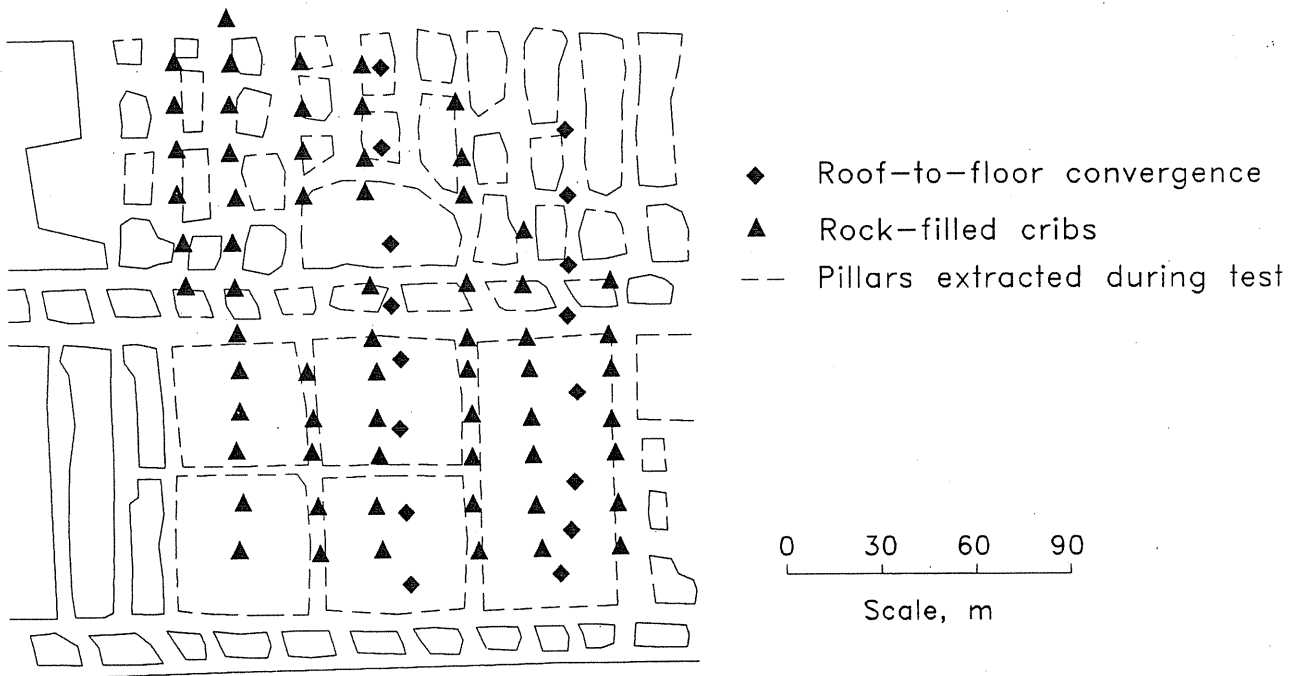 Roof-to-floor convergence
Rock-filled cribs
Pillars extracted during test
0 30 60 90
Scale, m